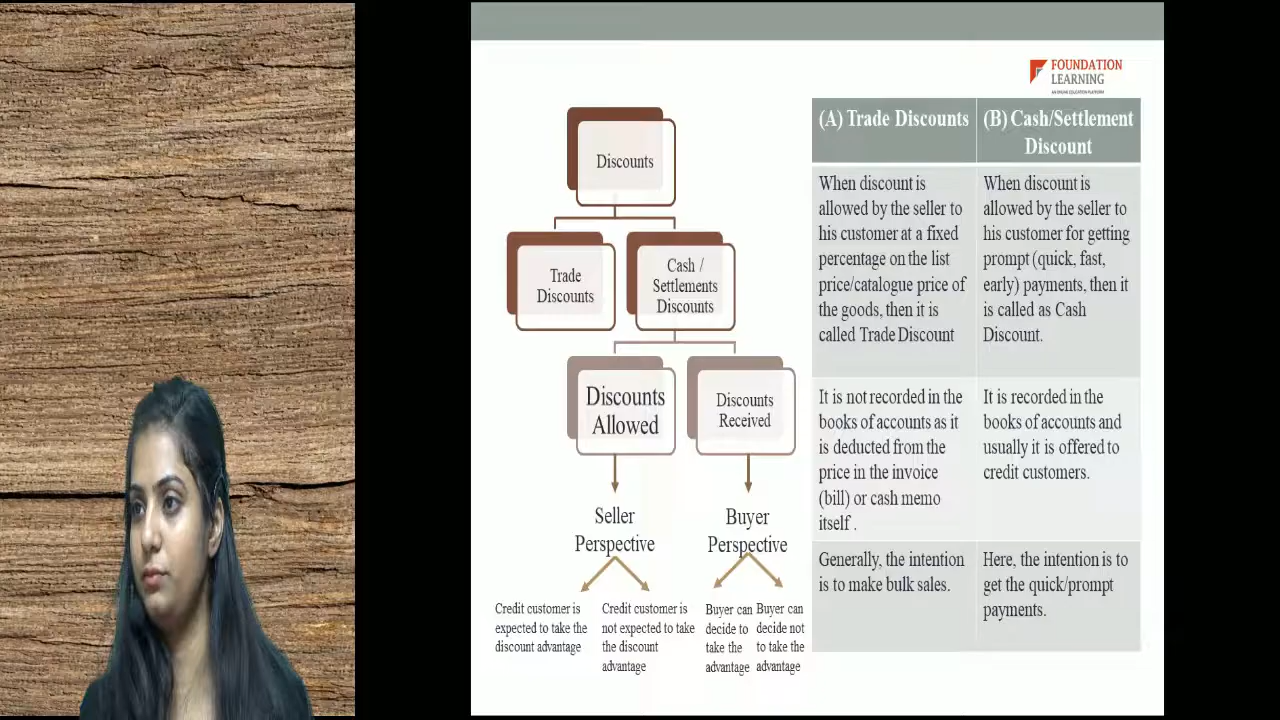 FOUNDATION
LEARNING
AN ONLINE EDUCATION PLATFORM
Discounts
Trade
Discounts
Cash /
Settlements
Discounts
Discounts
Allowed
Discounts
Received
Seller
Perspective
Buyer
Perspective
Credit customer is
expected to take the
discount advantage
Credit customer is
not expected to take
the discount
advantage
Buyer can
decide to
take the
advantage
Buyer can
decide not
to take the
advantage
(A) Trade Discounts
(B) Cash/Settlement
Discount
When discount is
allowed by the seller to
his customer at a fixed
percentage on the list
price/catalogue price of
the goods, then it is
called Trade Discount
When discount is
allowed by the seller to
his customer for getting
prompt (quick, fast,
early) payments, then it
is called as Cash
Discount.
It is not recorded in the
books of accounts as it
is deducted from the
price in the invoice
(bill) or cash memo
itself .
It is recorded in the
books of accounts and
usually it is offered to
credit customers.
Generally, the intention
is to make bulk sales.
Here, the intention is to
get the quick/prompt
payments.